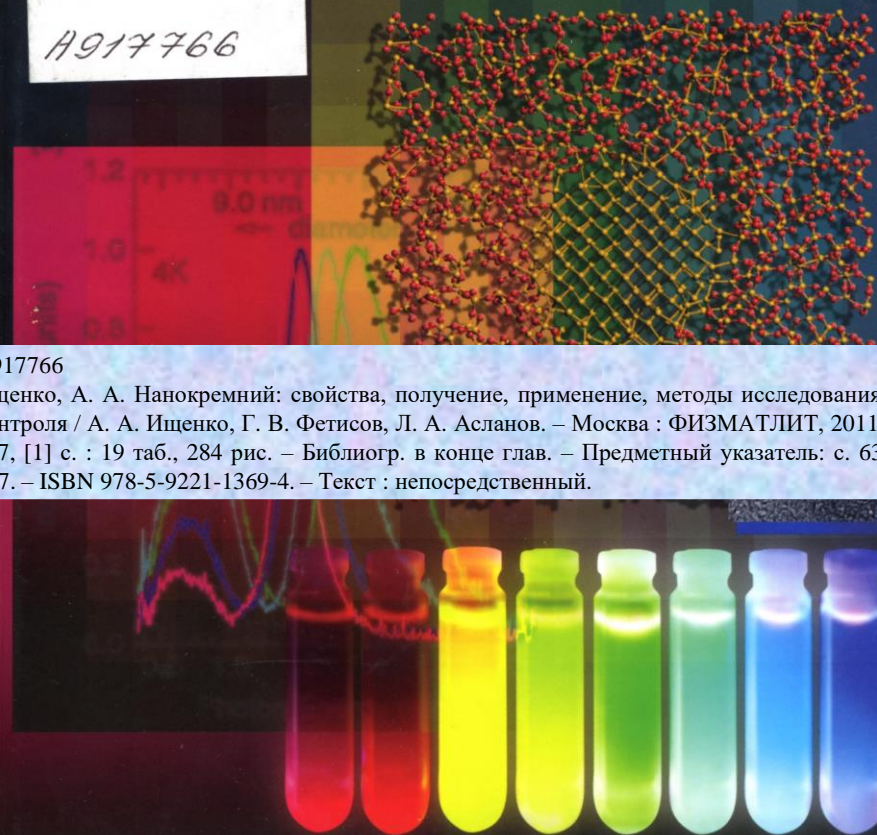 А917766
1.2
9.0 nm
diamete
1.0
4K
0.8
917766
щенко, А. А. Нанокремний: свойства, получение, применение, методы исследования
нтроля / А. А. Ищенко, Г. В. Фетисов, Л. А. Асланов. – Москва : ФИЗМАТЛИТ, 2011
7, [1] с. : 19 таб., 284 рис. – Библиогр. в конце глав. – Предметный указатель: с. 63
7. – ISBN 978-5-9221-1369-4. – Текст : непосредственный.